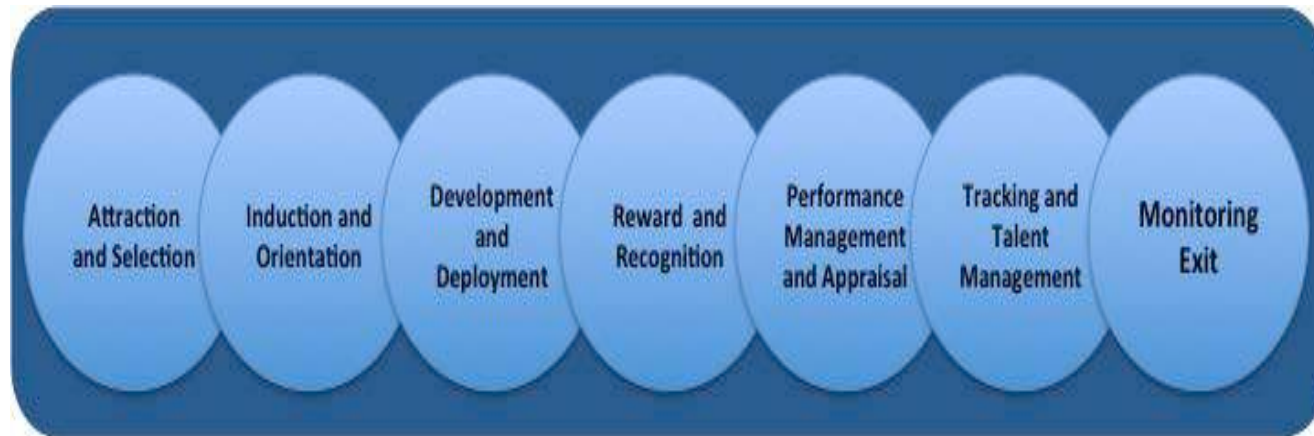 Attraction
and Selection
Induction and
Orientation
Development
and
Deployment
Reward and
Recognition
Performance
Management
and Appraisal
Tracking and
Talent
Management
Monitoring
Exit